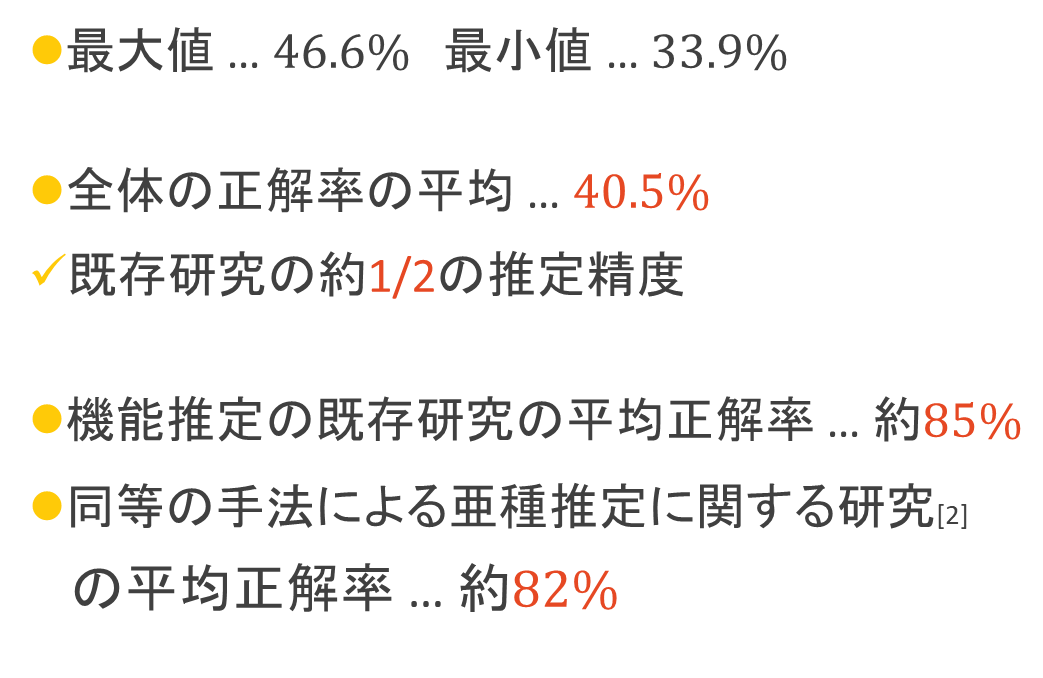 ●最大値 … 46.6% 最小値 … 33.9%
●全体の正解率の平均 … 40.5%
✓既存研究の約1/2の推定精度
●機能推定の既存研究の平均正解率 … 約85%
●同等の手法による亜種推定に関する研究[2]
の平均正解率 … 約82%